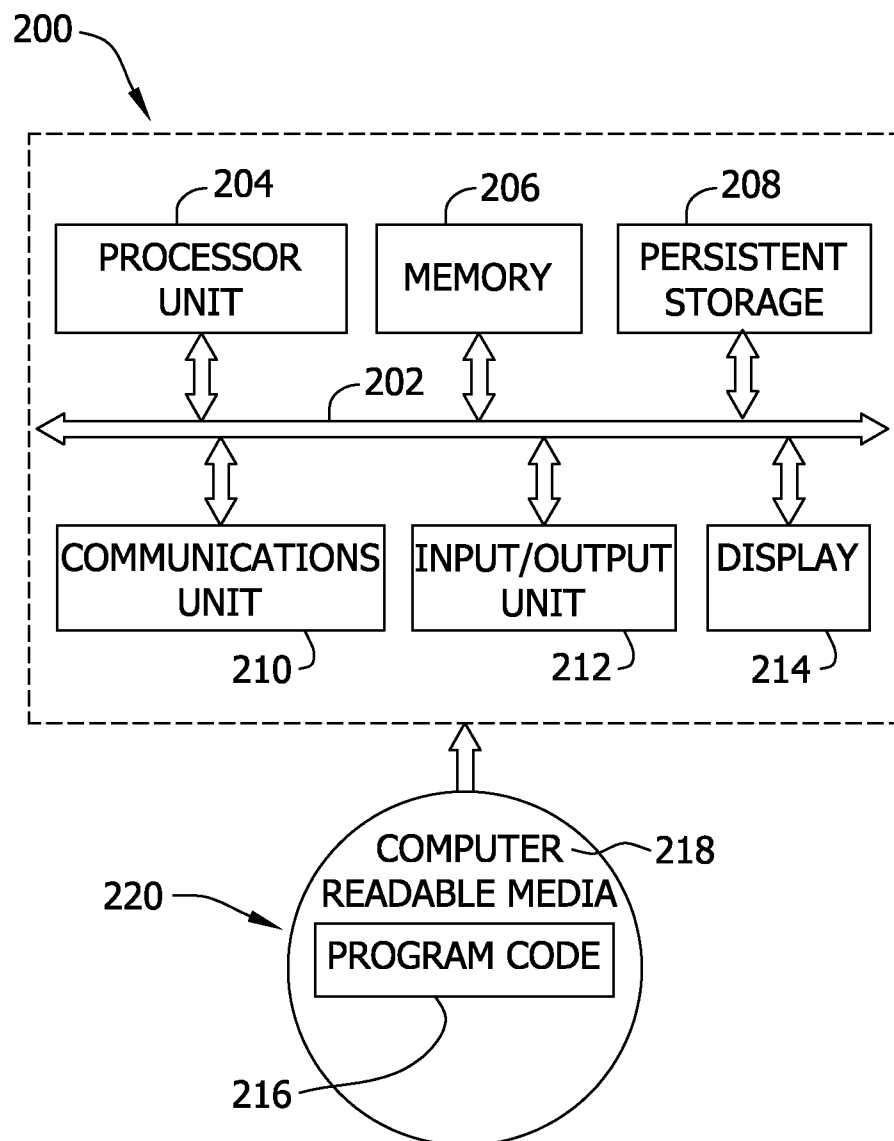 200
204
206
208
PROCESSOR
UNIT
MEMORY
PERSISTENT
STORAGE
202
COMMUNICATIONS
UNIT
INPUT/OUTPUT
UNIT
DISPLAY
210
212
214
COMPUTER
READABLE MEDIA
218
220
PROGRAM CODE
216